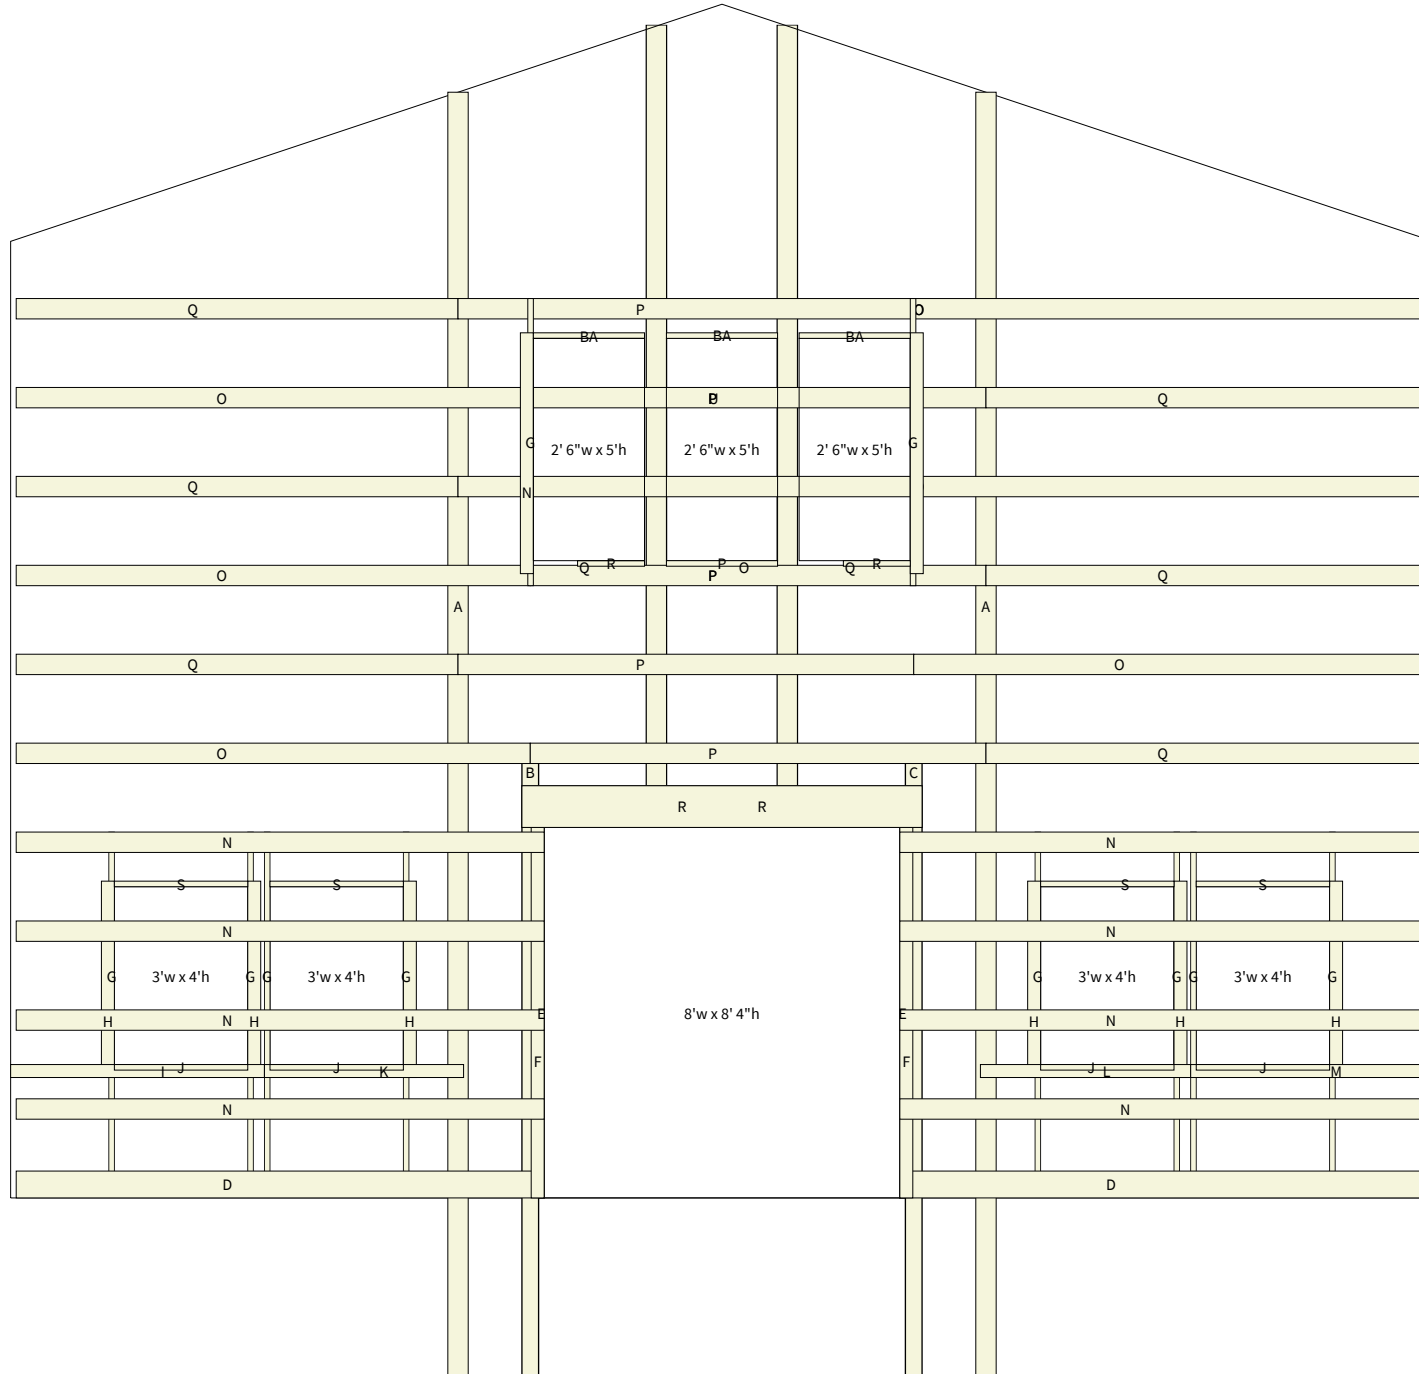 Q P O
BA BA BA
O P Q
G 2' 6"w x 5'h 2' 6"w x 5'h 2' 6"w x 5'h G
Q N
R P R
Q O Q
O P Q
A A
Q P O
O P Q
B C
R R
N N
S S S S
N N
G 3'w x 4'h G G 3'w x 4'h G G 3'w x 4'h G G 3'w x 4'h G
E 8'w x 8' 4"h E
H N H H H N H H
F F
J J J J
I K L M
N N
D D